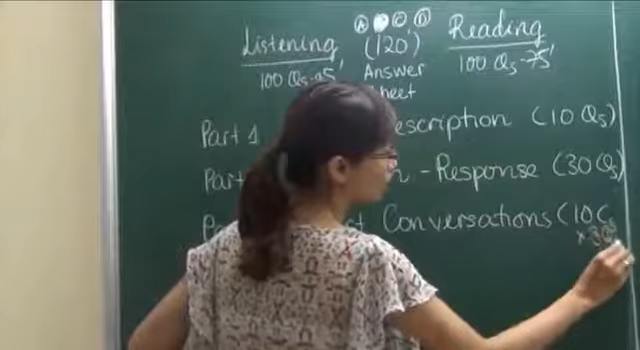 Ⓐ Ⓑ Ⓒ Ⓓ
Listening (120') Reading
100 Qs - 45' Answer 100 Qs - 75'
Sheet
Part 1 escription (10 Qs)
Part - Response (30 Qs)
Conversations (10 C
x 3Qs